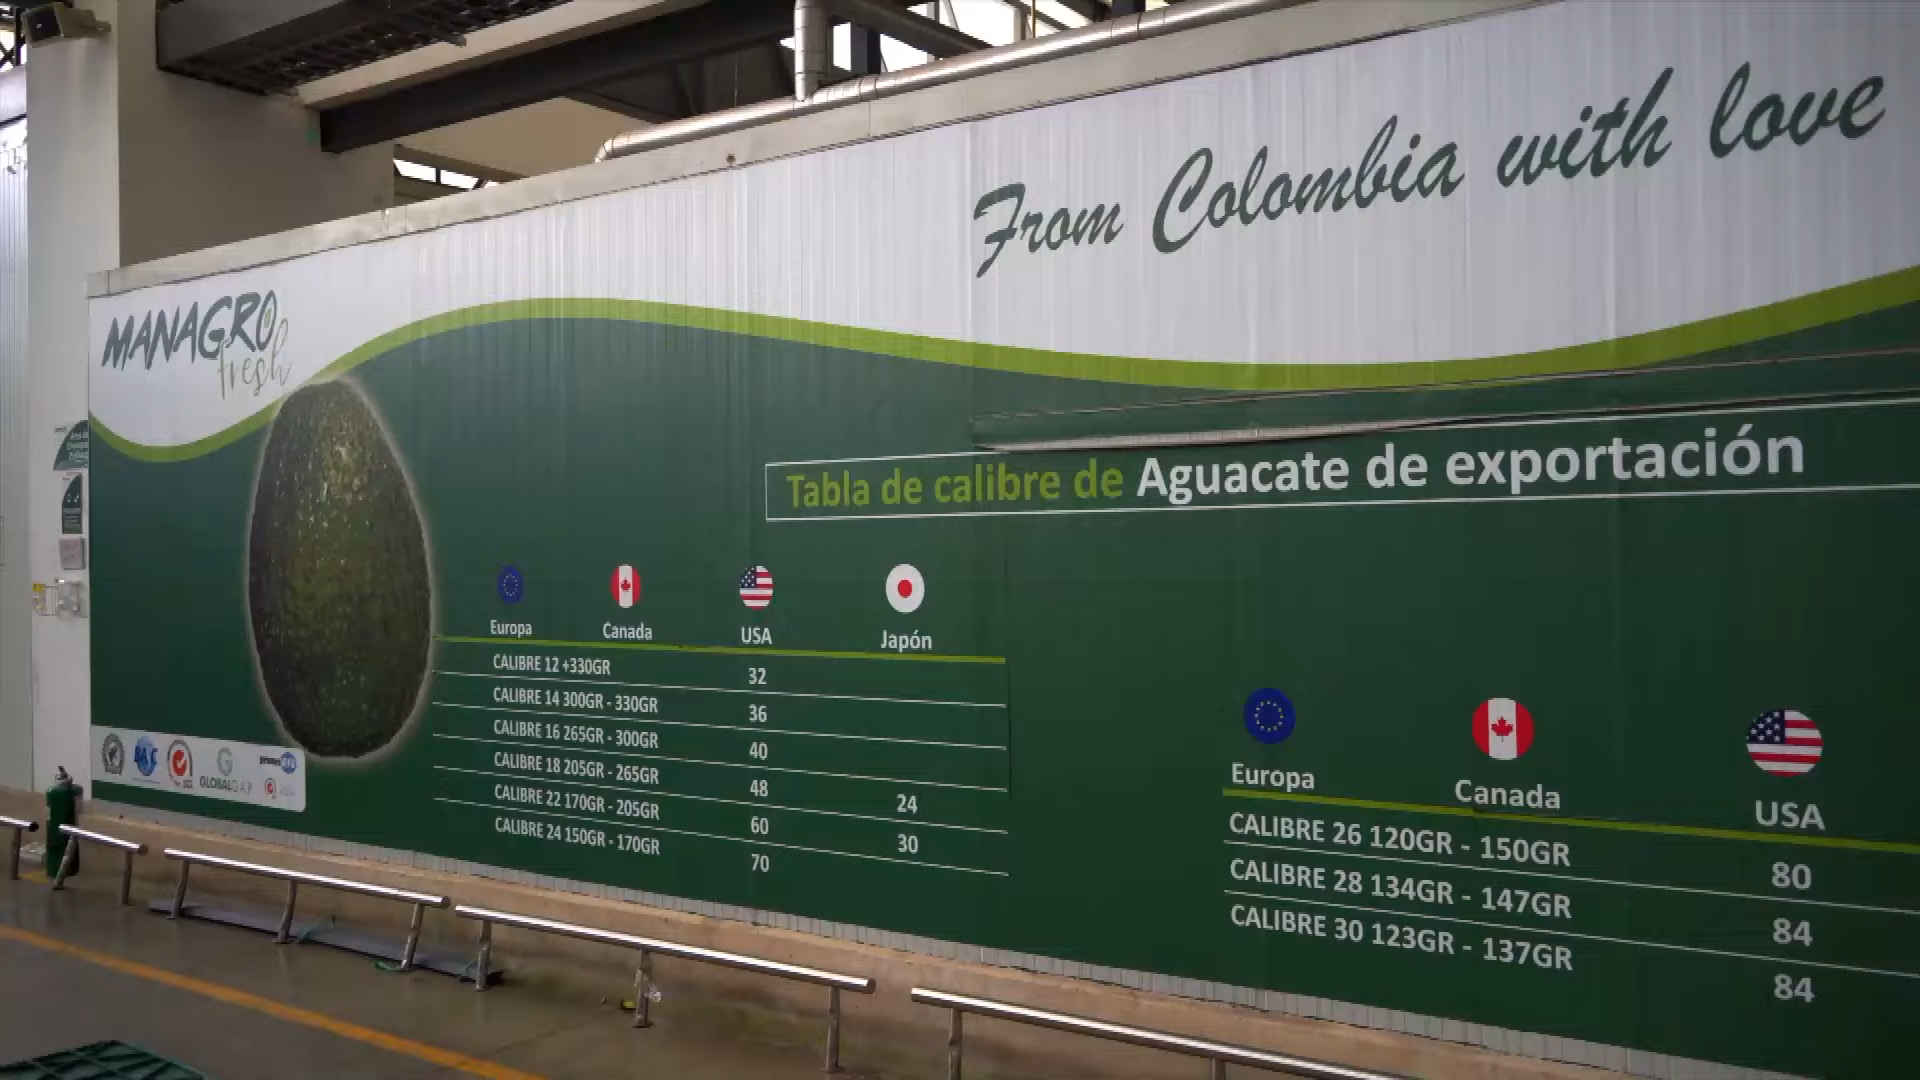 From Colombia with love
MANAGRO
fresh
Tabla de calibre de Aguacate de exportación
Europa Canada USA Japón
CALIBRE 12 +330GR 32
CALIBRE 14 300GR - 330GR 36
CALIBRE 16 265GR - 300GR 40
CALIBRE 18 205GR - 265GR 48 24
CALIBRE 22 170GR - 205GR 60 30
CALIBRE 24 150GR - 170GR 70
Europa Canada USA
CALIBRE 26 120GR - 150GR 80
CALIBRE 28 134GR - 147GR 84
CALIBRE 30 123GR - 137GR 84
GLOBALG.A.P